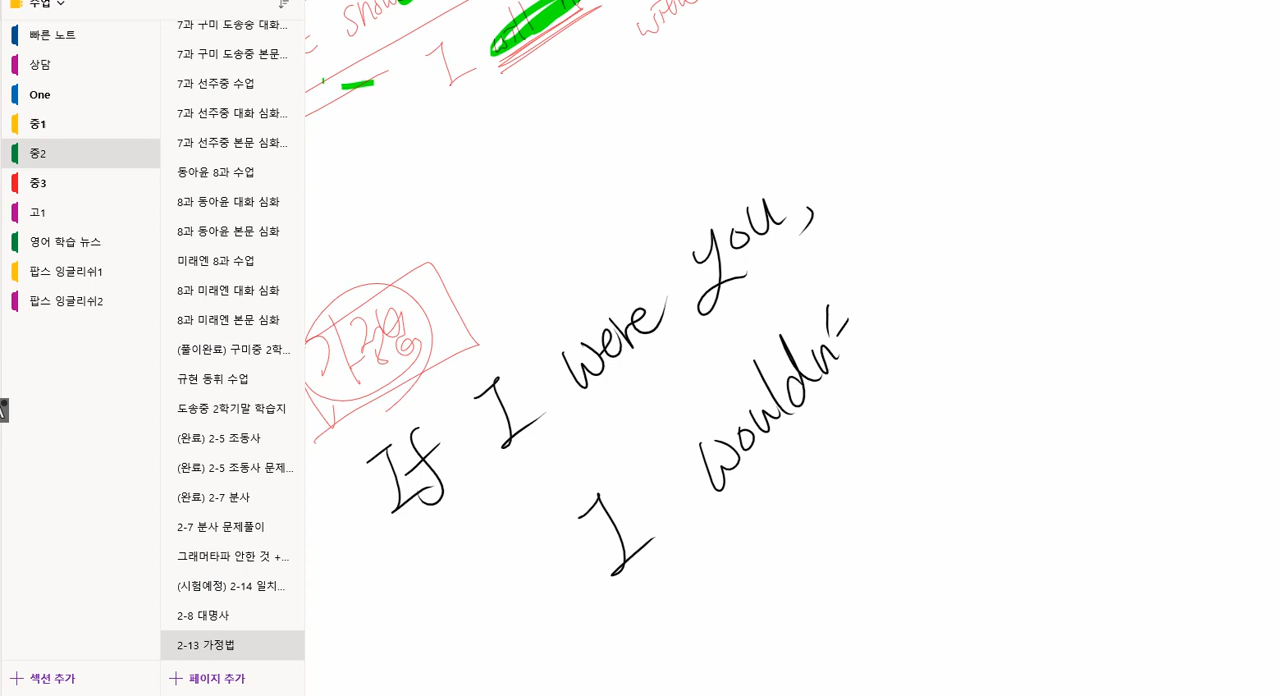 수업
빠른 노트
상담
One
중1
중2
중3
고1
영어 학습 뉴스
팝스 잉글리쉬1
팝스 잉글리쉬2
섹션 추가
7과 구미 도송중 대화...
7과 구미 도송중 본문...
7과 선주중 수업
7과 선주중 대화 심화...
7과 선주중 본문 심화...
동아윤 8과 수업
8과 동아윤 대화 심화
8과 동아윤 본문 심화
미래엔 8과 수업
8과 미래엔 대화 심화
8과 미래엔 본문 심화
(풀이완료) 구미중 2학...
규현 동휘 수업
도송중 2학기말 학습지
(완료) 2-5 조동사
(완료) 2-5 조동사 문제...
(완료) 2-7 분사
2-7 분사 문제풀이
그래머타파 안한 것 +...
(시험예정) 2-14 일치...
2-8 대명사
2-13 가정법
페이지 추가
I will
가정법
If I were you,
I wouldn'